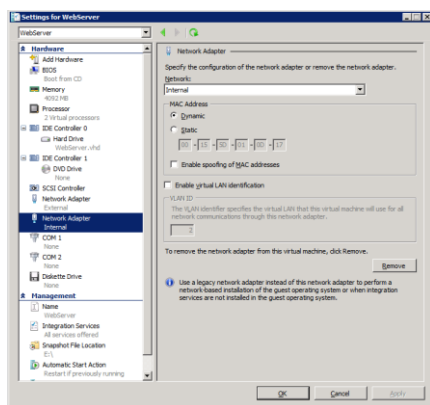 Settings for WebServer
WebServer
Hardware
Add Hardware
BIOS
Boot from CD
Memory
4092 MB
Processor
2 Virtual processors
IDE Controller 0
Hard Drive
WebServer.vhd
IDE Controller 1
DVD Drive
None
SCSI Controller
Network Adapter
External
Network Adapter
Internal
COM 1
None
COM 2
None
Diskette Drive
None
Management
Name
WebServer
Integration Services
All services offered
Snapshot File Location
E:\
Automatic Start Action
Restart if previously running
Network Adapter
Specify the configuration of the network adapter or remove the network adapter.
Network:
Internal
MAC Address
Dynamic
Static
00 - 15 - 5D - 01 - 0D - 17
Enable spoofing of MAC addresses
Enable virtual LAN identification
VLAN ID
The VLAN identifier specifies the virtual LAN that this virtual machine will use for all
network communications through this network adapter.
2
To remove the network adapter from this virtual machine, click Remove.
Remove
Use a legacy network adapter instead of this network adapter to perform a
network-based installation of the guest operating system or when integration
services are not installed in the guest operating system.
OK
Cancel
Apply